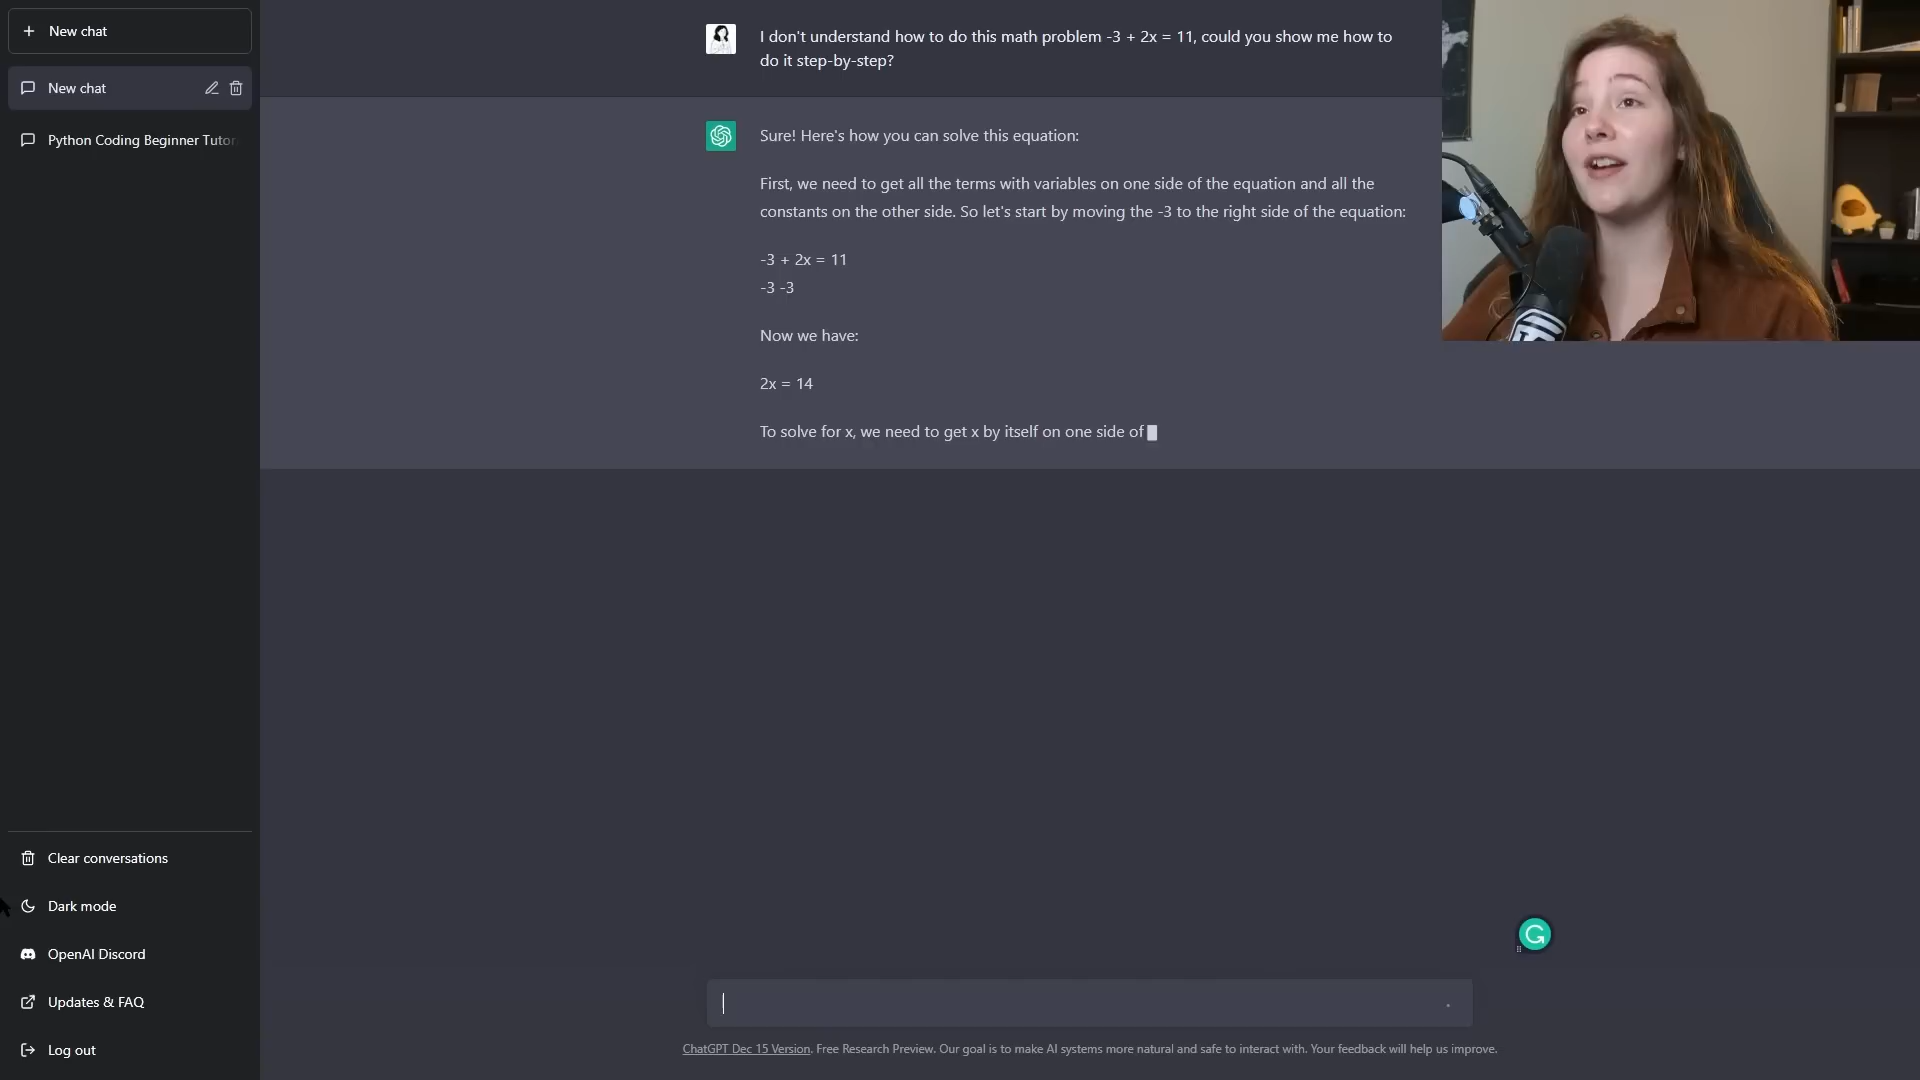 New chat
New chat
Python Coding Beginner Tutor
I don't understand how to do this math problem -3 + 2x = 11, could you show me how to
do it step-by-step?
Sure! Here's how you can solve this equation:
First, we need to get all the terms with variables on one side of the equation and all the
constants on the other side. So let's start by moving the -3 to the right side of the equation:
-3 + 2x = 11
-3 -3
Now we have:
2x = 14
To solve for x, we need to get x by itself on one side of
Clear conversations
Dark mode
OpenAI Discord
Updates & FAQ
Log out
ChatGPT Dec 15 Version. Free Research Preview. Our goal is to make AI systems more natural and safe to interact with. Your feedback will help us improve.